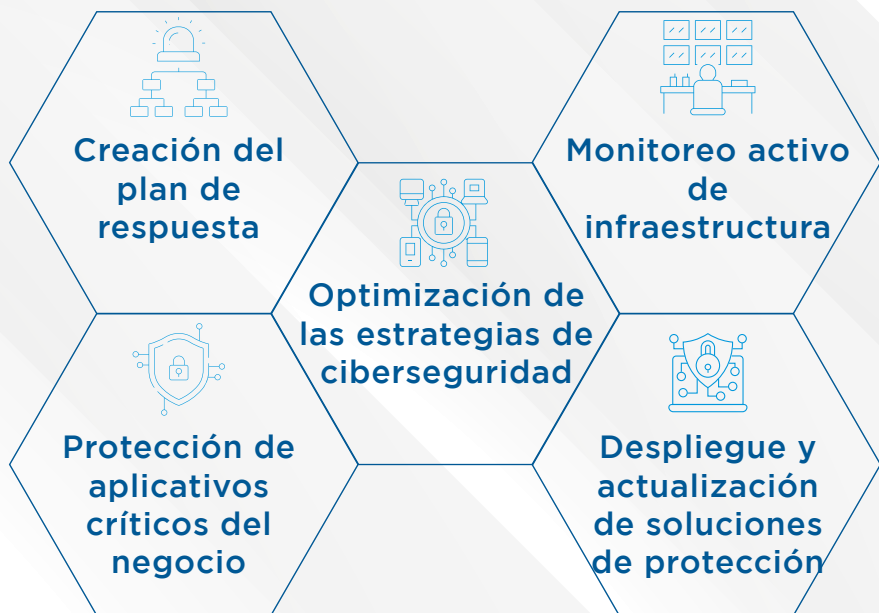 Creación del
plan de
respuesta
Monitoreo activo
de
infraestructura
Optimización de
las estrategias de
ciberseguridad
Protección de
aplicativos
críticos del
negocio
Despliegue y
actualización
de soluciones
de protección